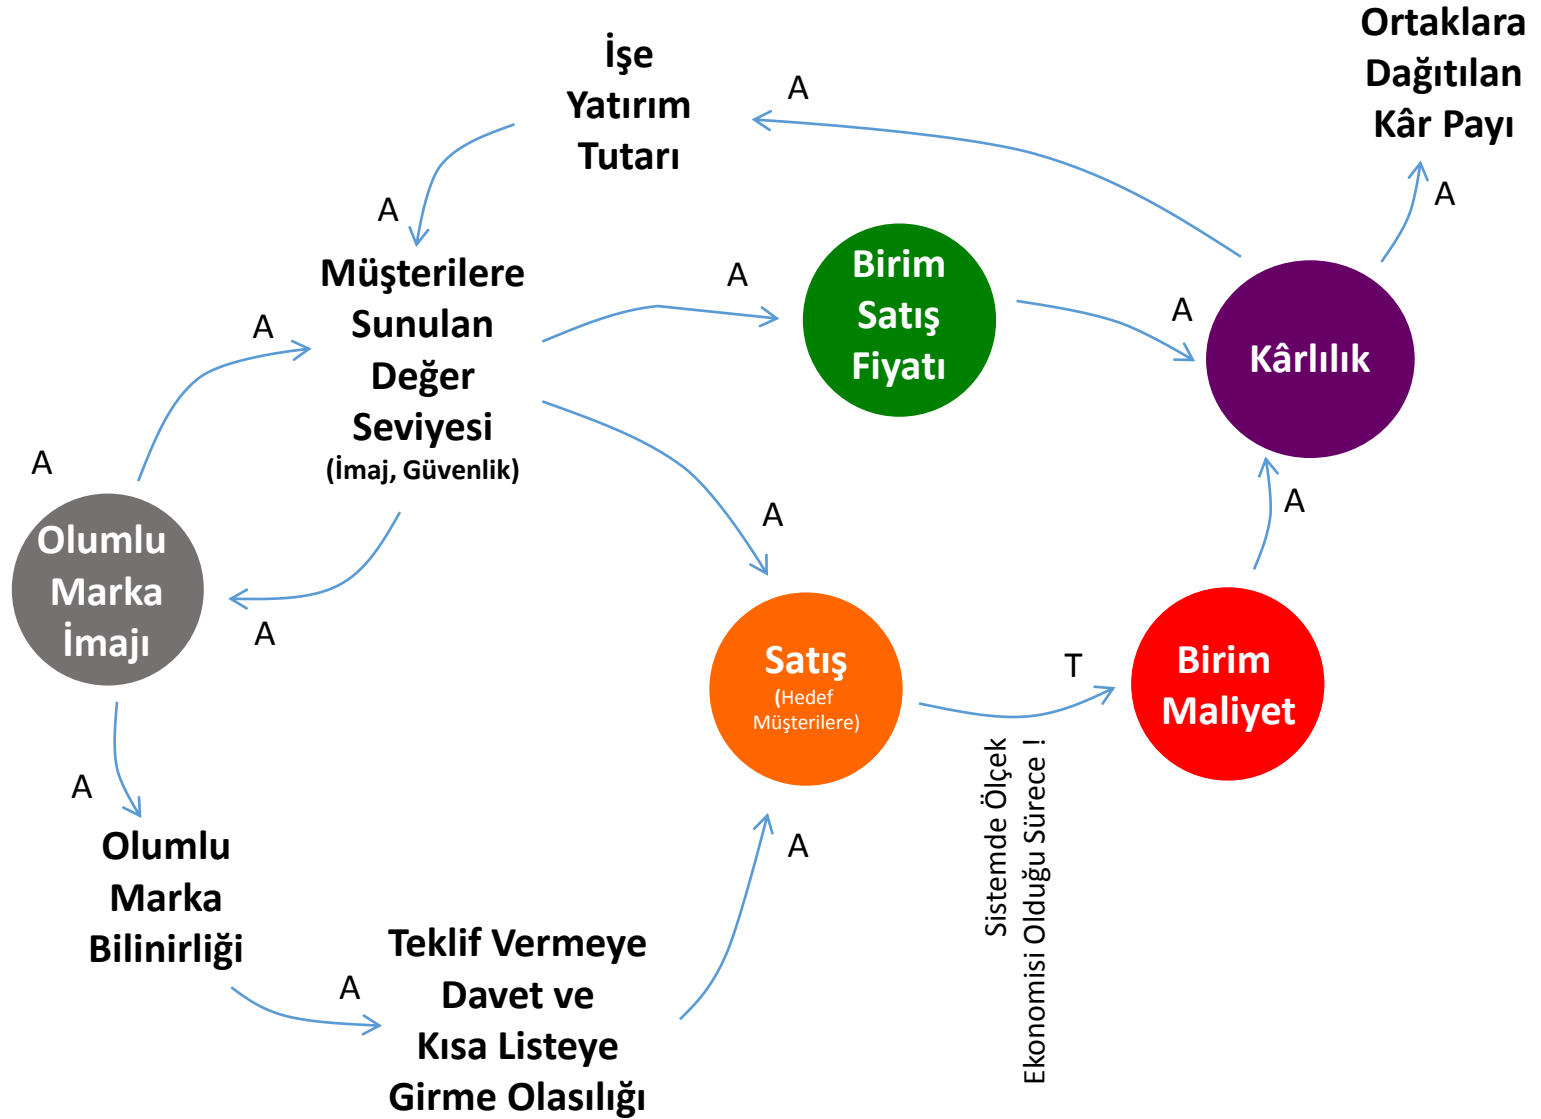 Ortaklara
Dağıtılan
Kâr Payı
A
İşe
Yatırım
Tutarı
A
A
Müşterilere
Sunulan
Değer
Seviyesi
(İmaj, Güvenlik)
A
Birim
Satış
Fiyatı
A
Kârlılık
A
A
Olumlu
Marka
İmajı
A
A
Satış
(Hedef
Müşterilere)
T
Birim
Maliyet
A
Sistemde Ölçek
Ekonomisi Olduğu Sürece !
A
Olumlu
Marka
Bilinirliği
A
Teklif Vermeye
Davet ve
Kısa Listeye
Girme Olasılığı
A